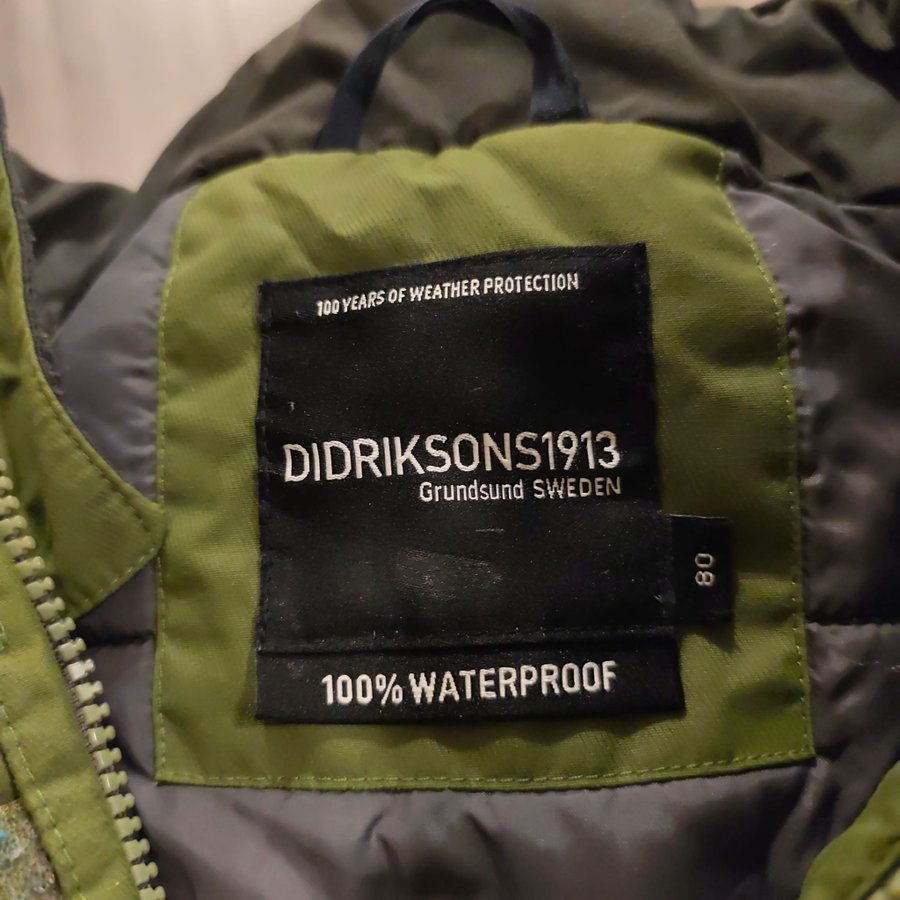 100 YEARS OF WEATHER PROTECTION
DIDRIKSONS1913
Grundsund SWEDEN
80
100% WATERPROOF